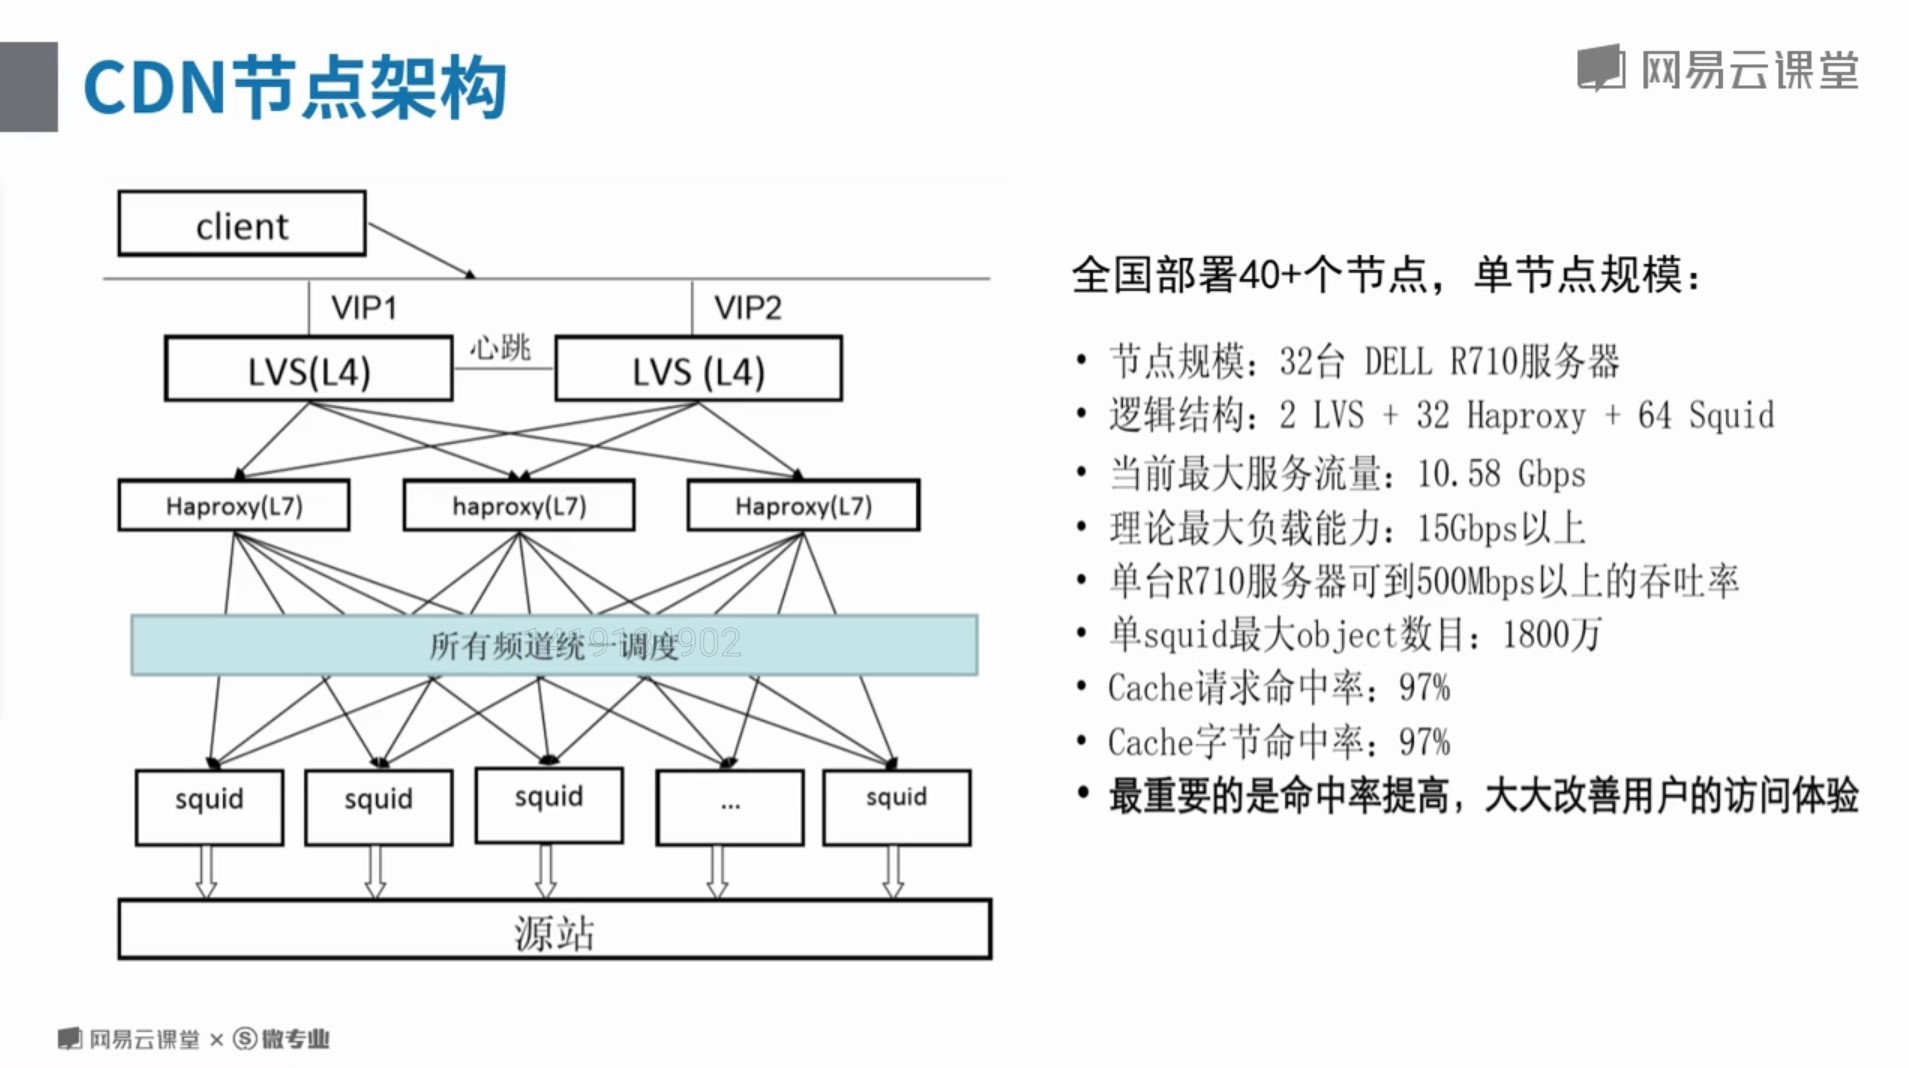 CDN节点架构
网易云课堂
client
VIP1
VIP2
LVS(L4)
心跳
LVS (L4)
Haproxy(L7)
haproxy(L7)
Haproxy(L7)
所有频道统一调度
squid
squid
squid
...
squid
源站
全国部署40+个节点，单节点规模：
• 节点规模：32台 DELL R710服务器
• 逻辑结构：2 LVS + 32 Haproxy + 64 Squid
• 当前最大服务流量：10.58 Gbps
• 理论最大负载能力：15Gbps以上
• 单台R710服务器可到500Mbps以上的吞吐率
• 单squid最大object数目：1800万
• Cache请求命中率：97%
• Cache字节命中率：97%
• 最重要的是命中率提高，大大改善用户的访问体验
网易云课堂 × 微专业